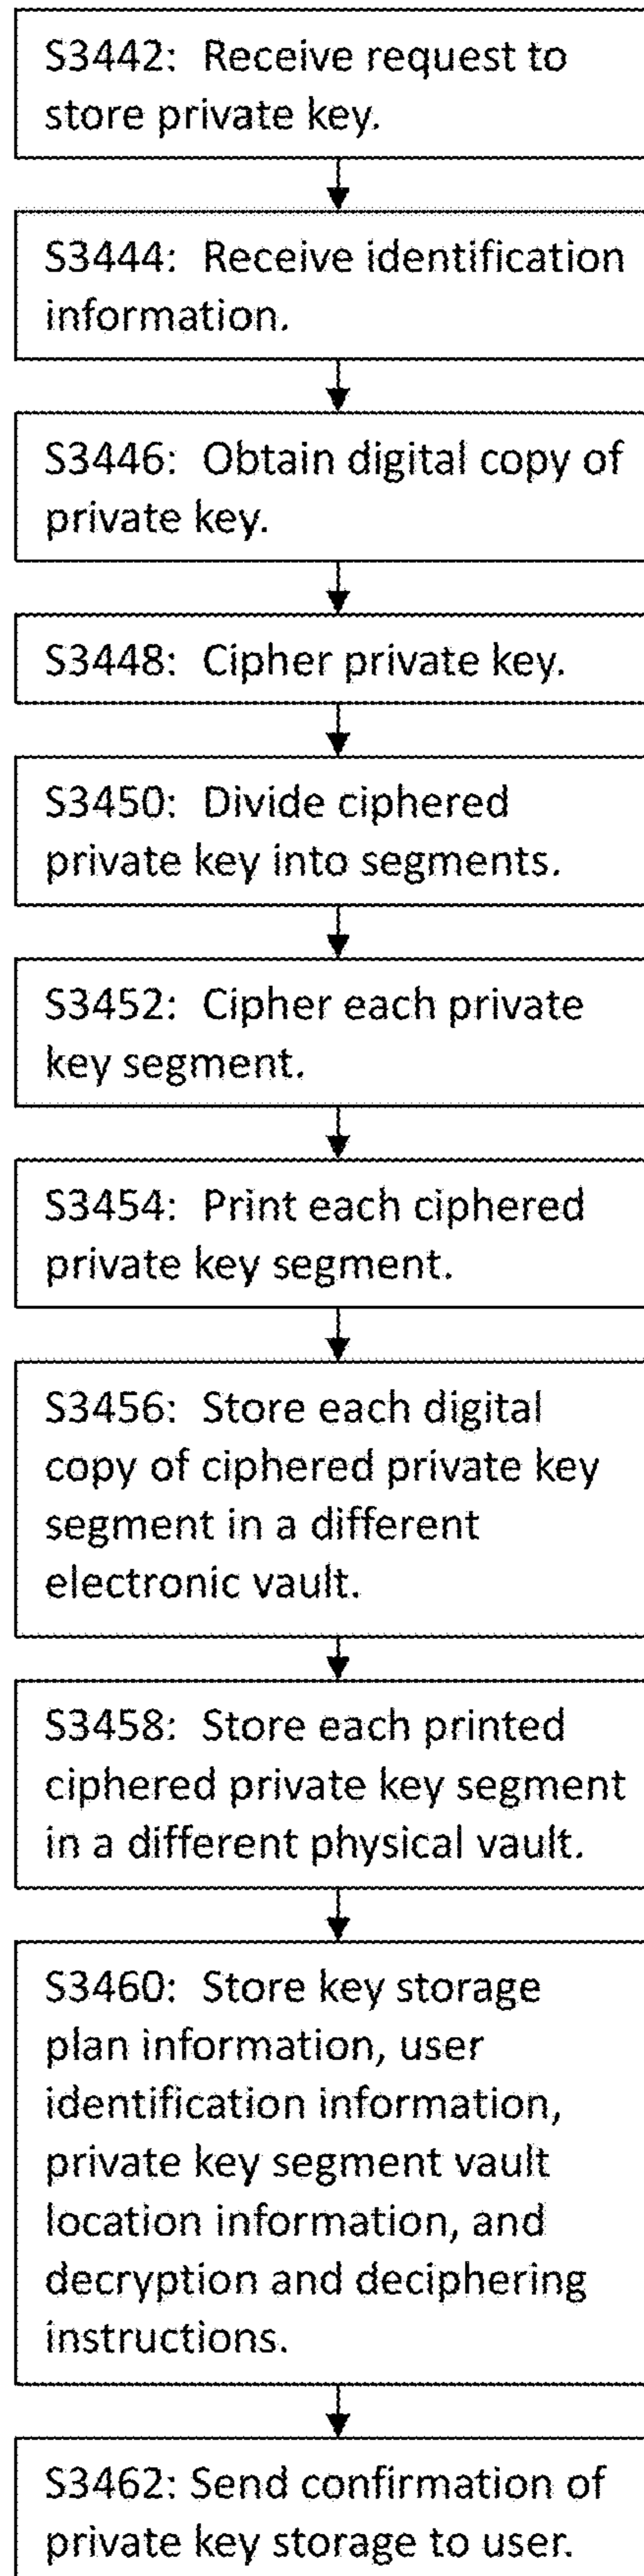 S3442: Receive request to
store private key.
S3444: Receive identification
information.
S3446: Obtain digital copy of
private key.
S3448: Cipher private key.
S3450: Divide ciphered
private key into segments.
S3452: Cipher each private
key segment.
S3454: Print each ciphered
private key segment.
S3456: Store each digital
copy of ciphered private key
segment in a different
electronic vault.
S3458: Store each printed
ciphered private key segment
in a different physical vault.
S3460: Store key storage
plan information, user
identification information,
private key segment vault
location information, and
decryption and deciphering
instructions.
S3462: Send confirmation of
private key storage to user.